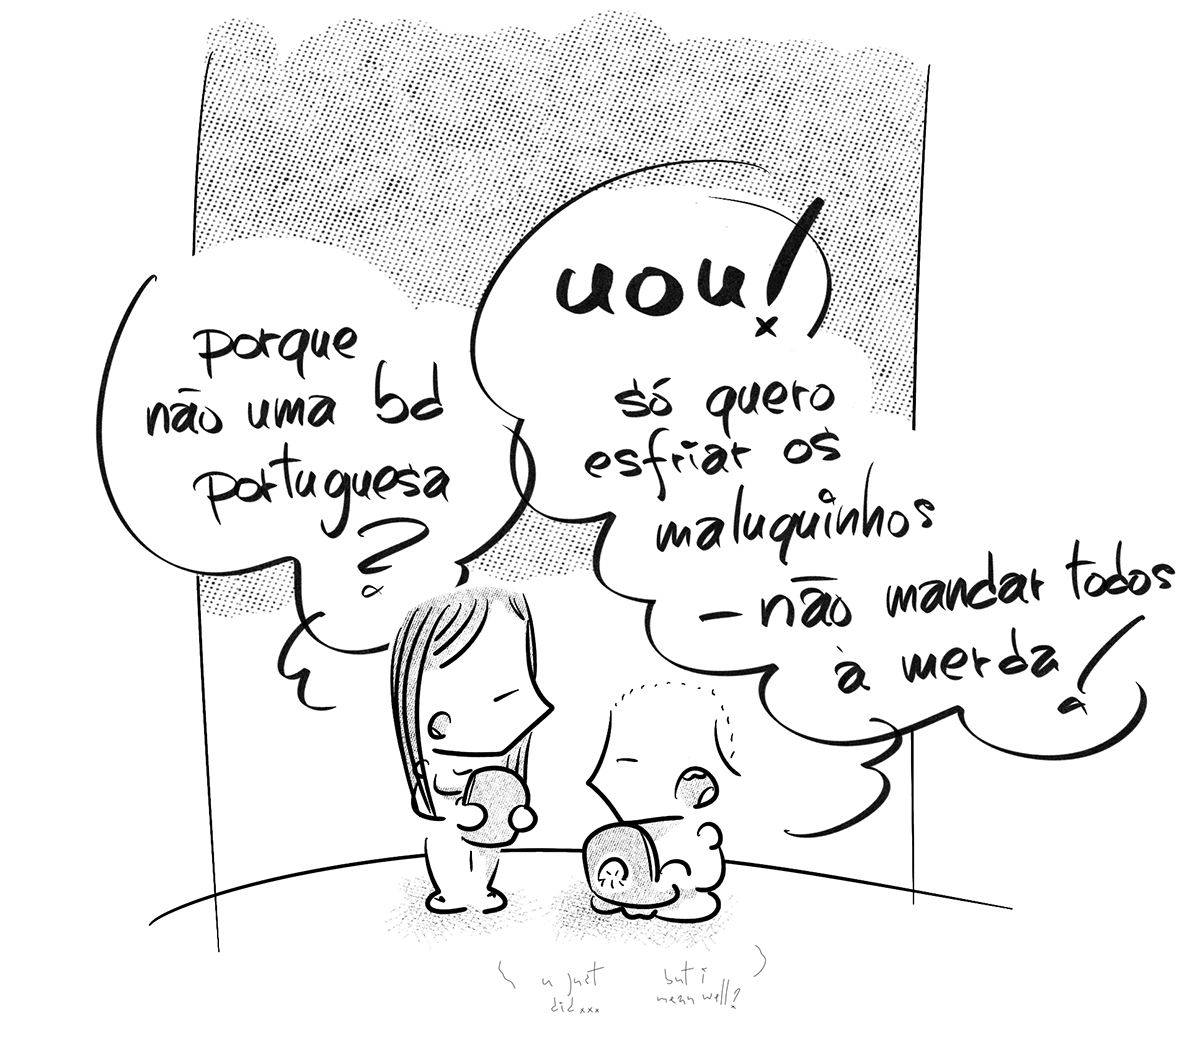 porque
não uma bd
portuguesa
?
uou!
só quero
esfriar os
maluquinhos
- não mandar todos
à merda!
u just
did xxx
but i
mean well?